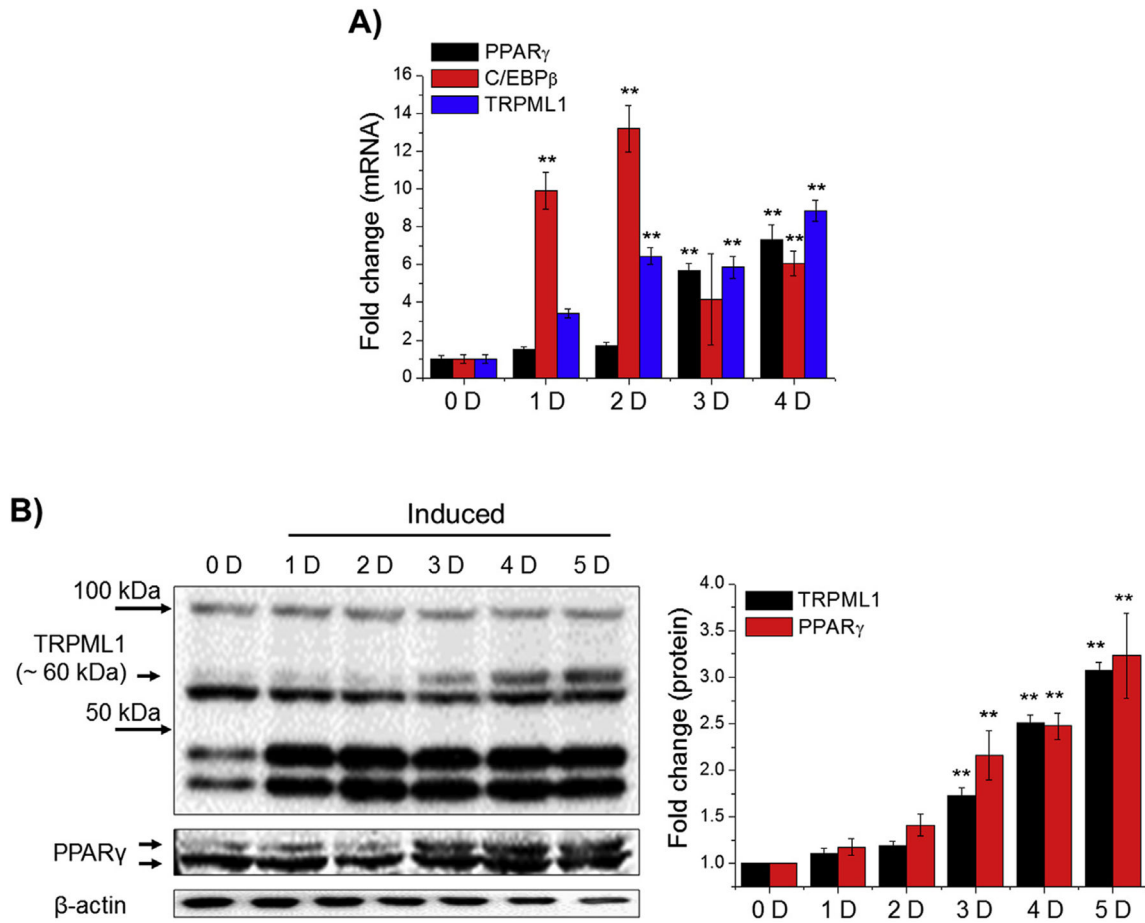 A)
PPARγ
C/EBPβ
TRPML1
Fold change (mRNA)
16
14
12
10
8
6
4
2
0
**
**
**
**
**
**
**
**
0 D 1 D 2 D 3 D 4 D
B)
Induced
0 D 1 D 2 D 3 D 4 D 5 D
100 kDa
TRPML1
(~ 60 kDa)
50 kDa
PPARγ
β-actin
TRPML1
PPARγ
Fold change (protein)
4.0
3.5
3.0
2.5
2.0
1.5
1.0
**
**
**
**
**
**
0 D 1 D 2 D 3 D 4 D 5 D